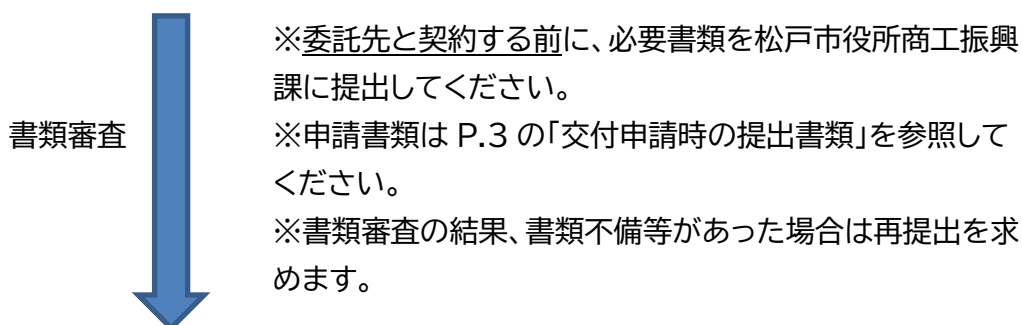 書類審査
※委託先と契約する前に、必要書類を松戸市役所商工振興
課に提出してください。
※申請書類は P.3 の「交付申請時の提出書類」を参照して
ください。
※書類審査の結果、書類不備等があった場合は再提出を求
めます。